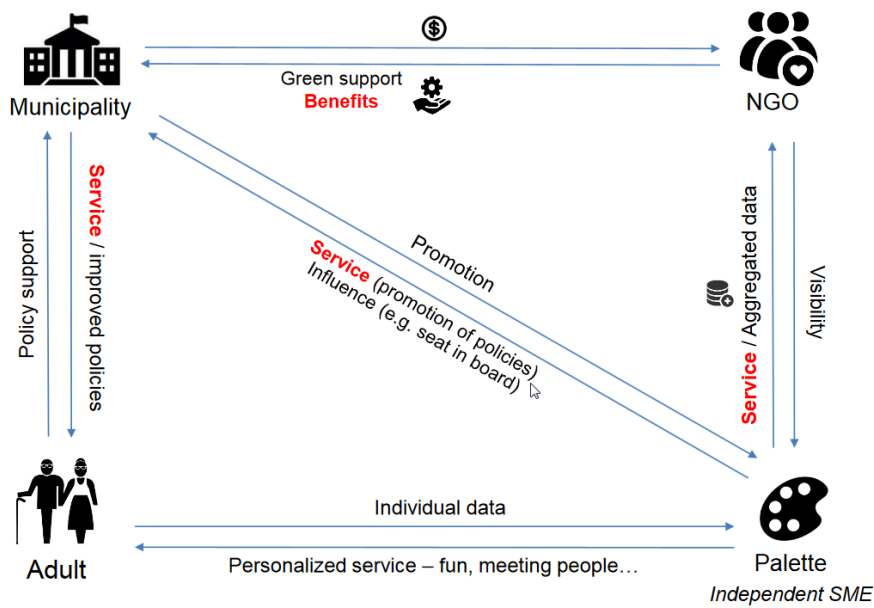 $
Green support
Benefits
Municipality
NGO
Policy support
Service / improved policies
Promotion
Service (promotion of policies)
Influence (e.g. seat in board)
Service / Aggregated data
Visibility
Individual data
Adult
Personalized service – fun, meeting people…
Palette
Independent SME